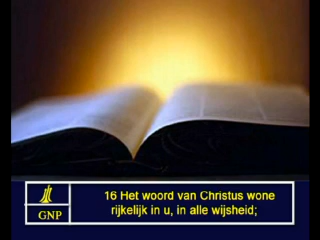 16 Het woord van Christus wone
rijkelijk in u, in alle wijsheid;
GNP